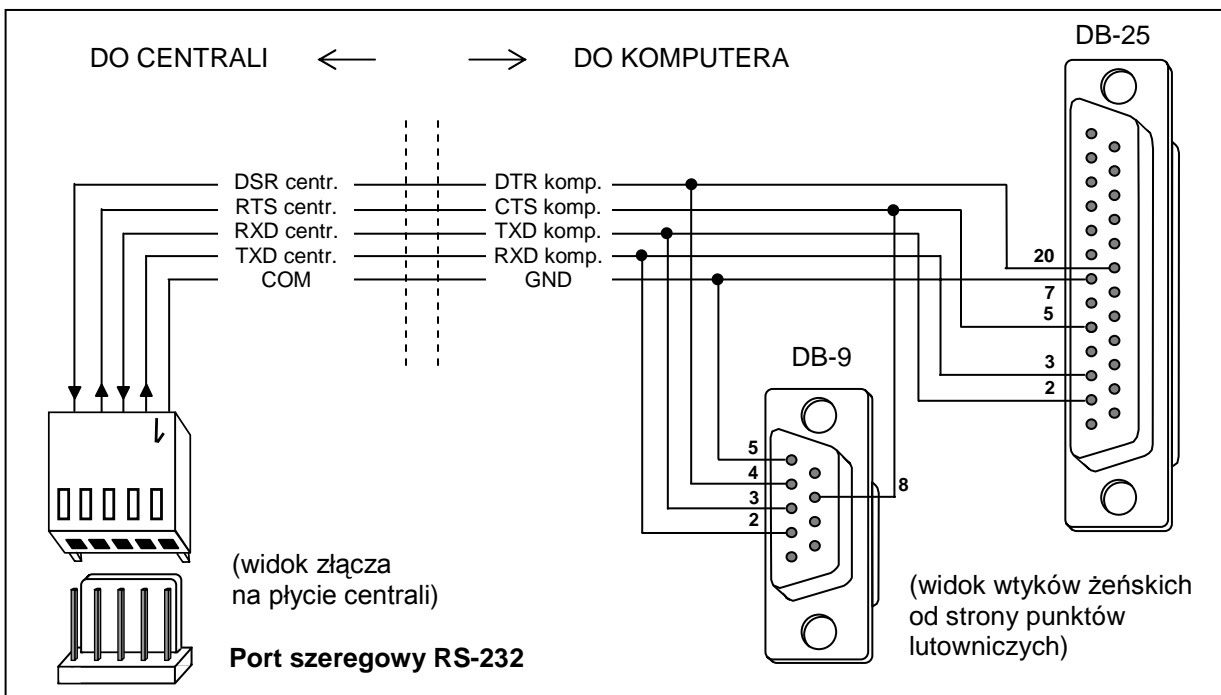 DB-25
DO CENTRALI
DO KOMPUTERA
DSR centr.
DTR komp.
RTS centr.
CTS komp.
RXD centr.
TXD komp.
TXD centr.
RXD komp.
COM
GND
20
7
5
3
2
DB-9
5
4
3
2
8
(widok złącza
na płycie centrali)
Port szeregowy RS-232
(widok wtyków żeńskich
od strony punktów
lutowniczych)